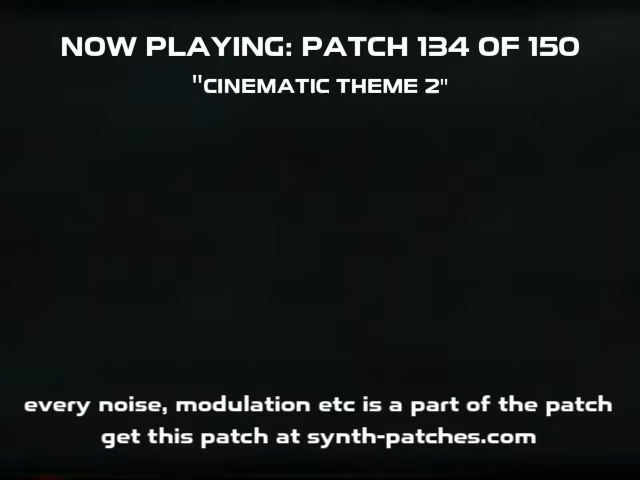 NOW PLAYING: PATCH 134 OF 150
"CINEMATIC THEME 2"
every noise, modulation etc is a part of the patch
get this patch at synth-patches.com